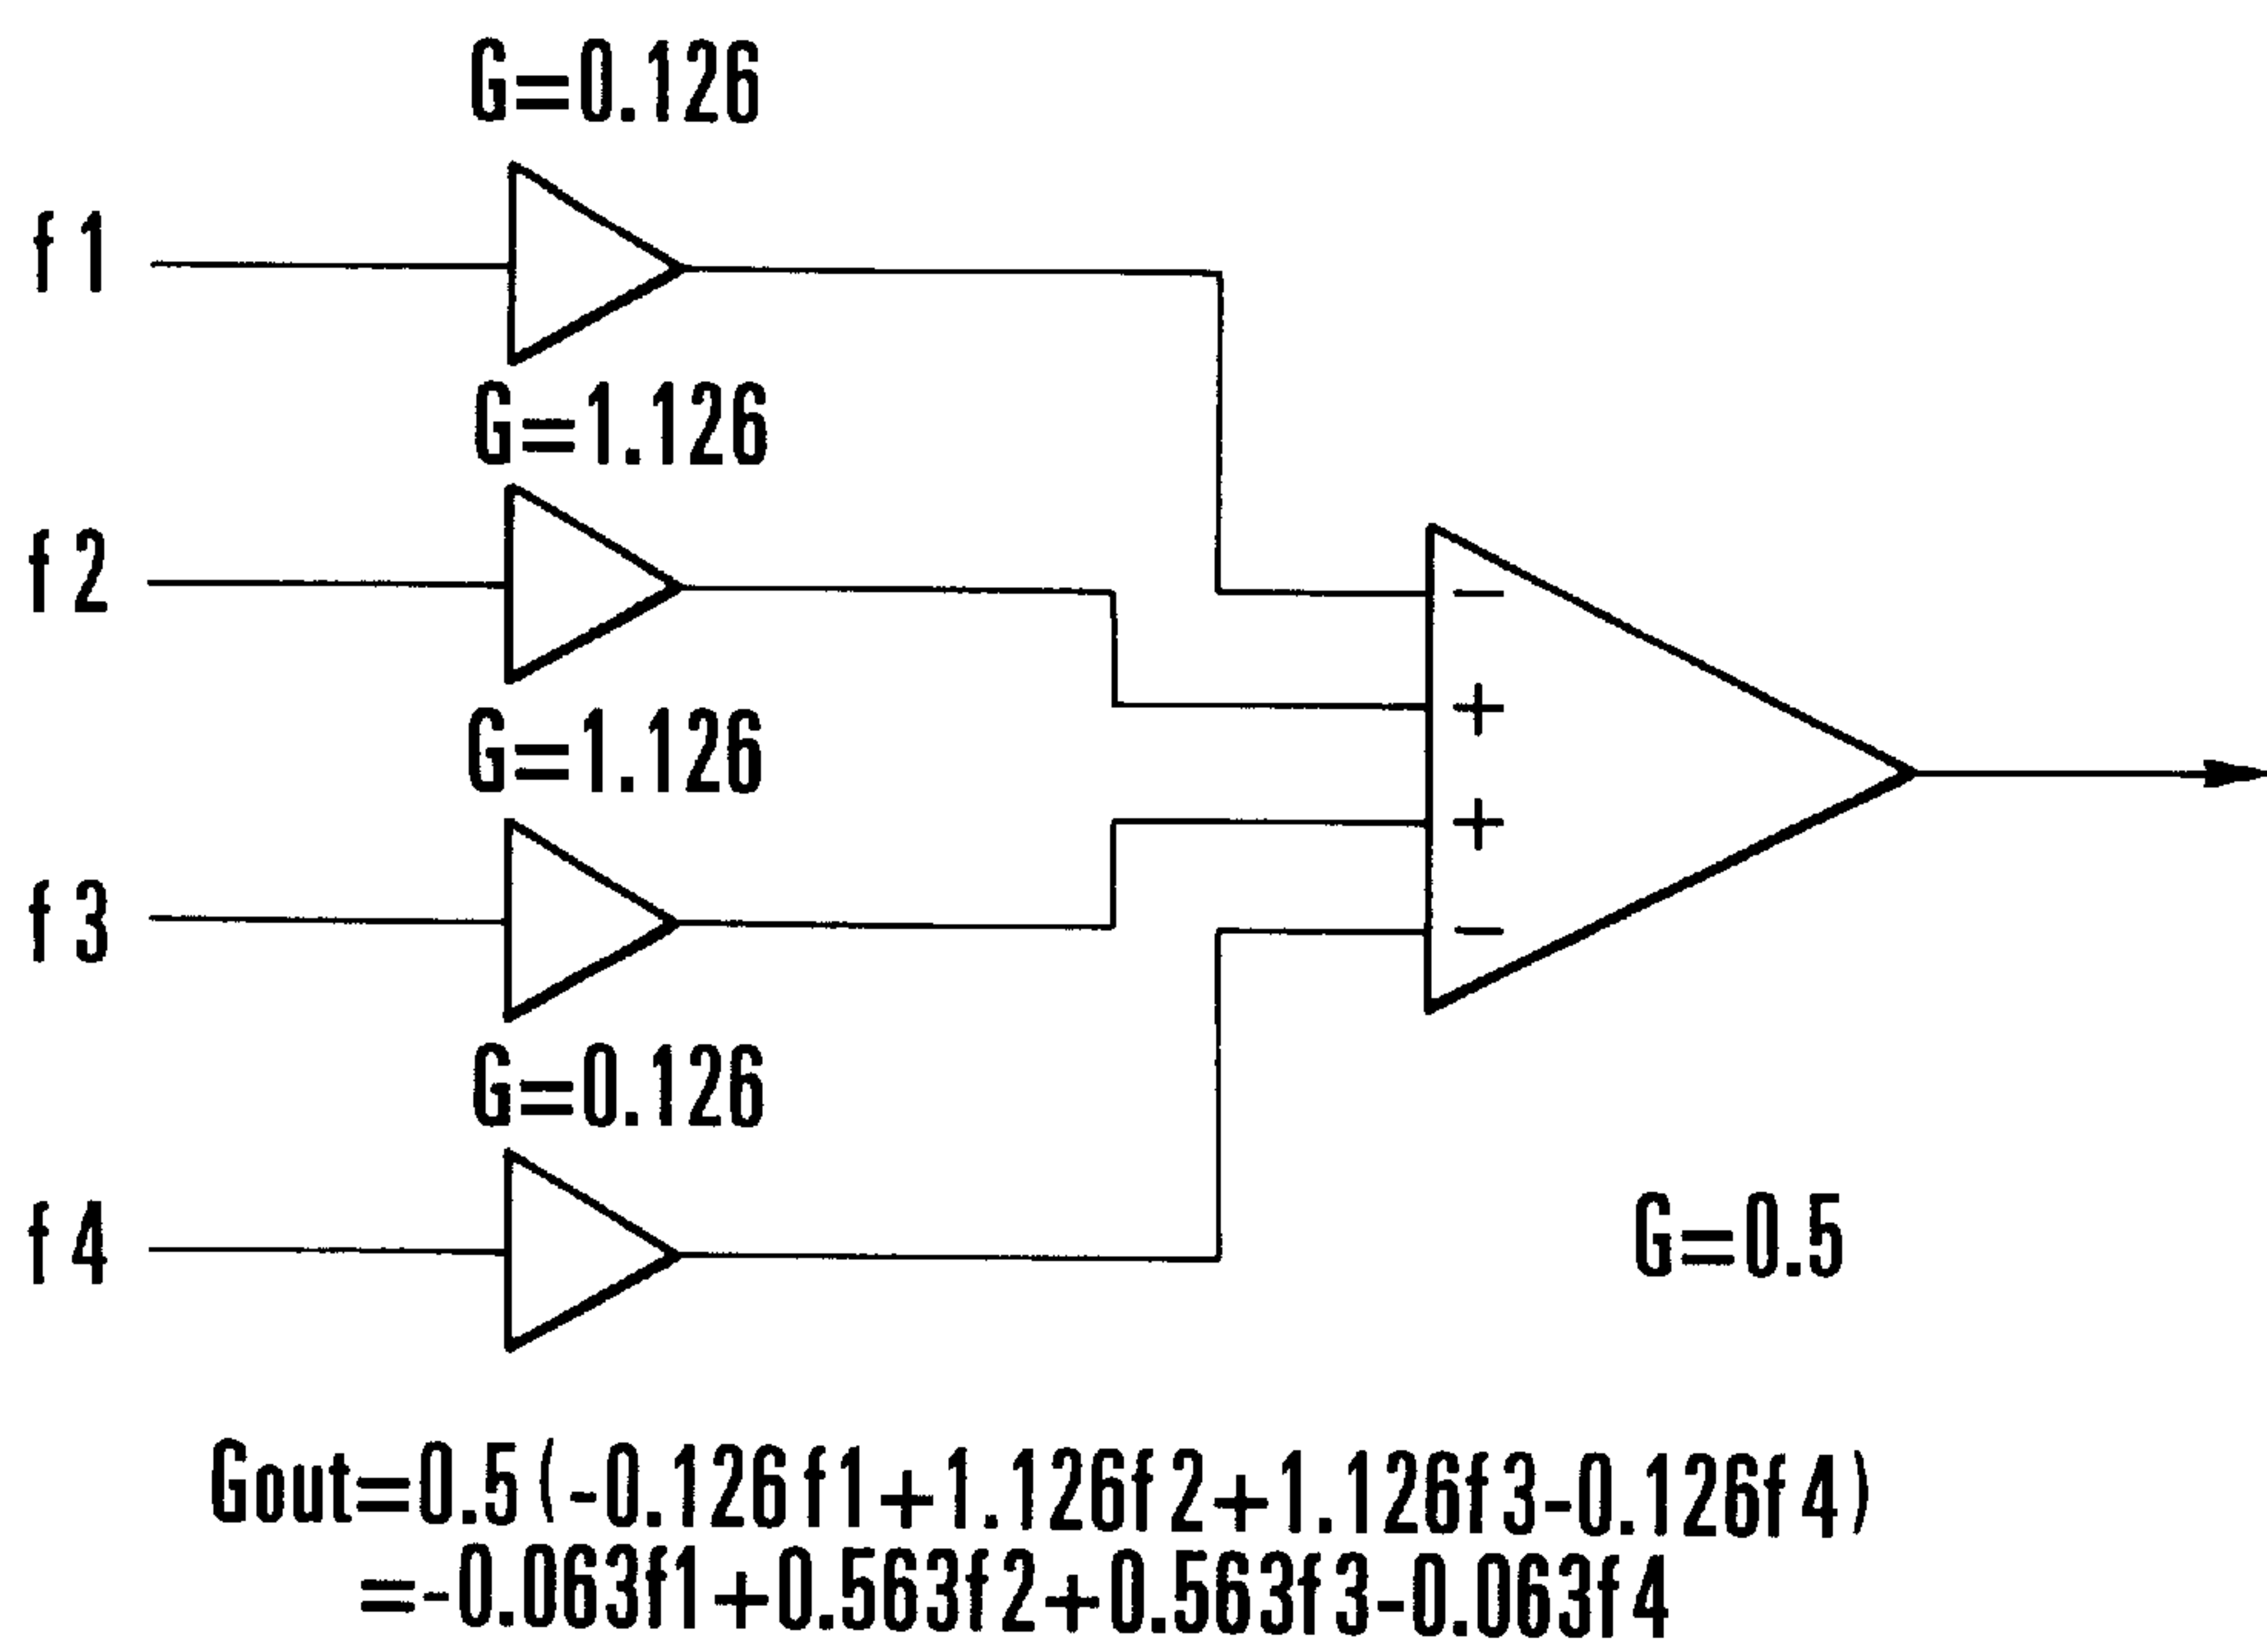 G=0.126
f1
G=1.126
f2
−
+
G=1.126
+
f3
−
G=0.126
f4
G=0.5
Gout=0.5(-0.126f1+1.126f2+1.126f3-0.126f4)
=-0.063f1+0.563f2+0.563f3-0.063f4